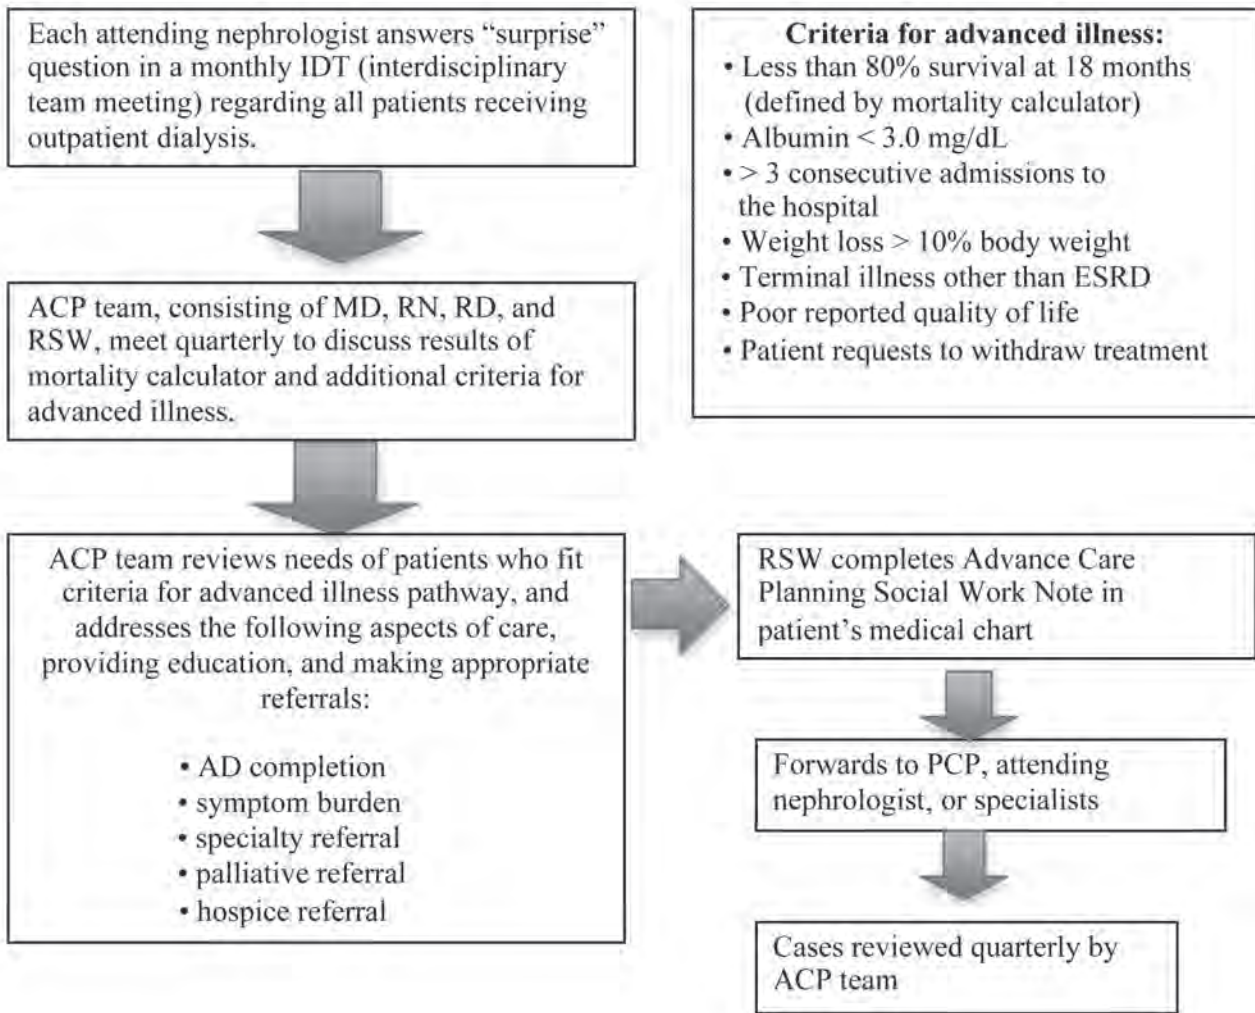 Each attending nephrologist answers “surprise”
question in a monthly IDT (interdisciplinary
team meeting) regarding all patients receiving
outpatient dialysis.
ACP team, consisting of MD, RN, RD, and
RSW, meet quarterly to discuss results of
mortality calculator and additional criteria for
advanced illness.
ACP team reviews needs of patients who fit
criteria for advanced illness pathway, and
addresses the following aspects of care,
providing education, and making appropriate
referrals:
• AD completion
• symptom burden
• specialty referral
• palliative referral
• hospice referral
Criteria for advanced illness:
• Less than 80% survival at 18 months
(defined by mortality calculator)
• Albumin < 3.0 mg/dL
• > 3 consecutive admissions to
the hospital
• Weight loss > 10% body weight
• Terminal illness other than ESRD
• Poor reported quality of life
• Patient requests to withdraw treatment
RSW completes Advance Care
Planning Social Work Note in
patient’s medical chart
Forwards to PCP, attending
nephrologist, or specialists
Cases reviewed quarterly by
ACP team